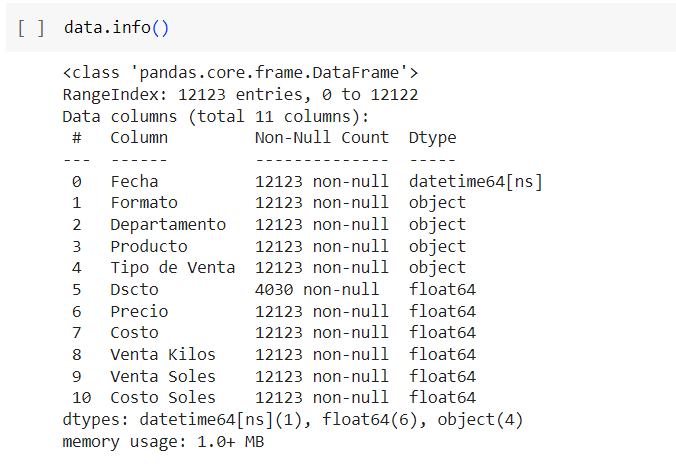 [ ] data.info()
<class 'pandas.core.frame.DataFrame'>
RangeIndex: 12123 entries, 0 to 12122
Data columns (total 11 columns):
 #   Column         Non-Null Count  Dtype
---  ------         --------------  -----
 0   Fecha          12123 non-null  datetime64[ns]
 1   Formato        12123 non-null  object
 2   Departamento   12123 non-null  object
 3   Producto       12123 non-null  object
 4   Tipo de Venta  12123 non-null  object
 5   Dscto          4030 non-null   float64
 6   Precio         12123 non-null  float64
 7   Costo          12123 non-null  float64
 8   Venta Kilos    12123 non-null  float64
 9   Venta Soles    12123 non-null  float64
 10  Costo Soles    12123 non-null  float64
dtypes: datetime64[ns](1), float64(6), object(4)
memory usage: 1.0+ MB